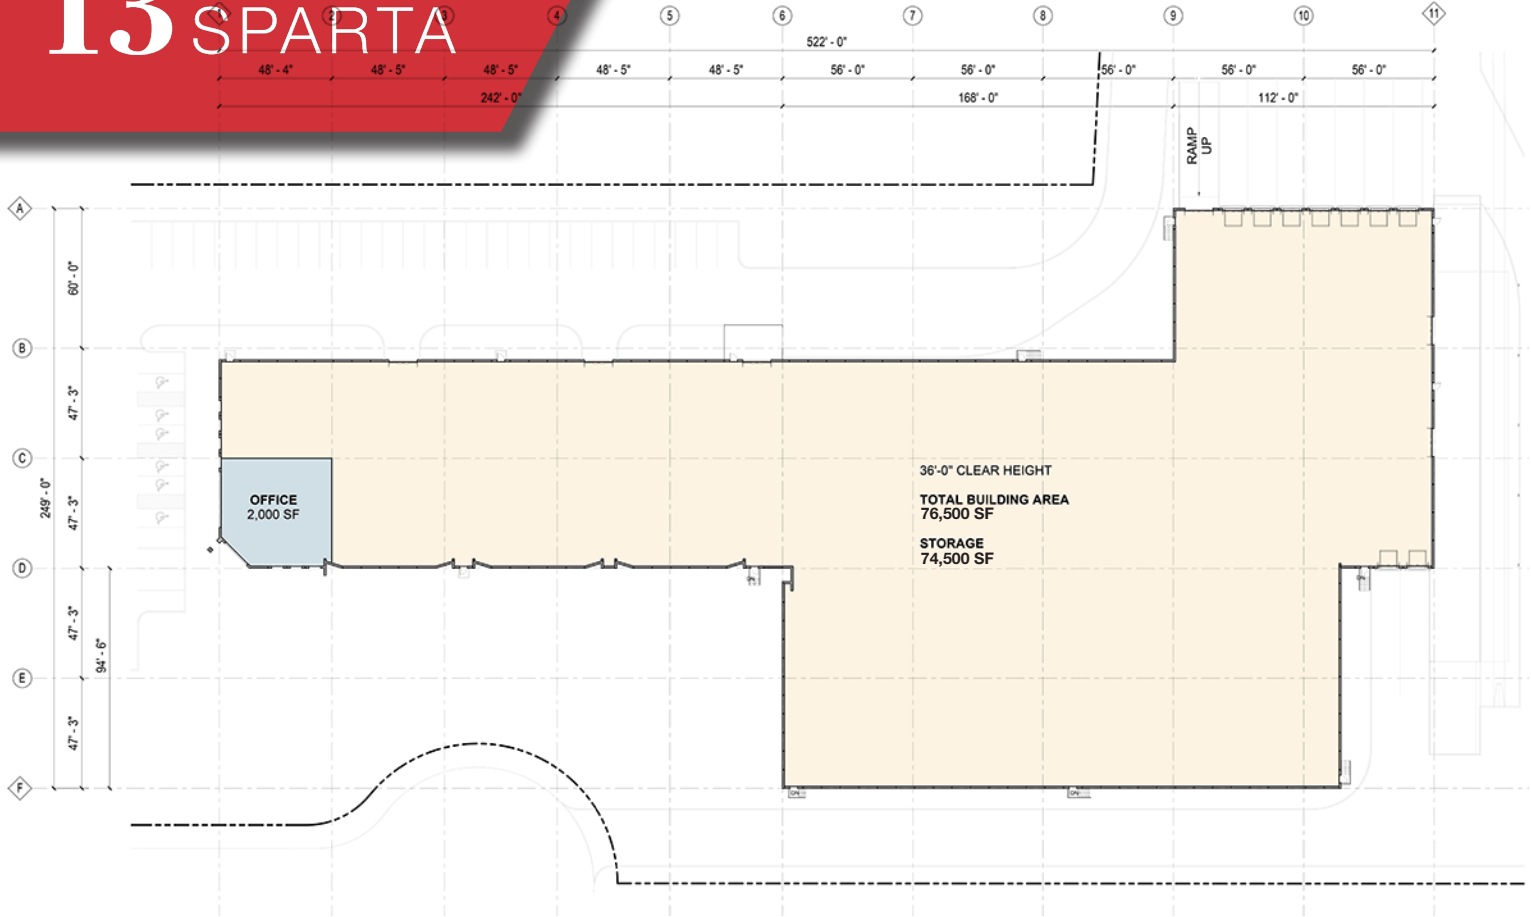 13 SPARTA
1 2 3 4 5 6 7 8 9 10 11
522' - 0"
48' - 4" 48' - 5" 48' - 5" 48' - 5" 48' - 5" 56' - 0" 56' - 0" 56' - 0" 56' - 0" 56' - 0"
242' - 0" 168' - 0" 112' - 0"
RAMP
UP
A
60' - 0"
B
47' - 3"
C
249' - 0"
47' - 3"
D
47' - 3"
94' - 6"
E
47' - 3"
F
OFFICE
2,000 SF
36'-0" CLEAR HEIGHT
TOTAL BUILDING AREA
76,500 SF
STORAGE
74,500 SF
DN
DN